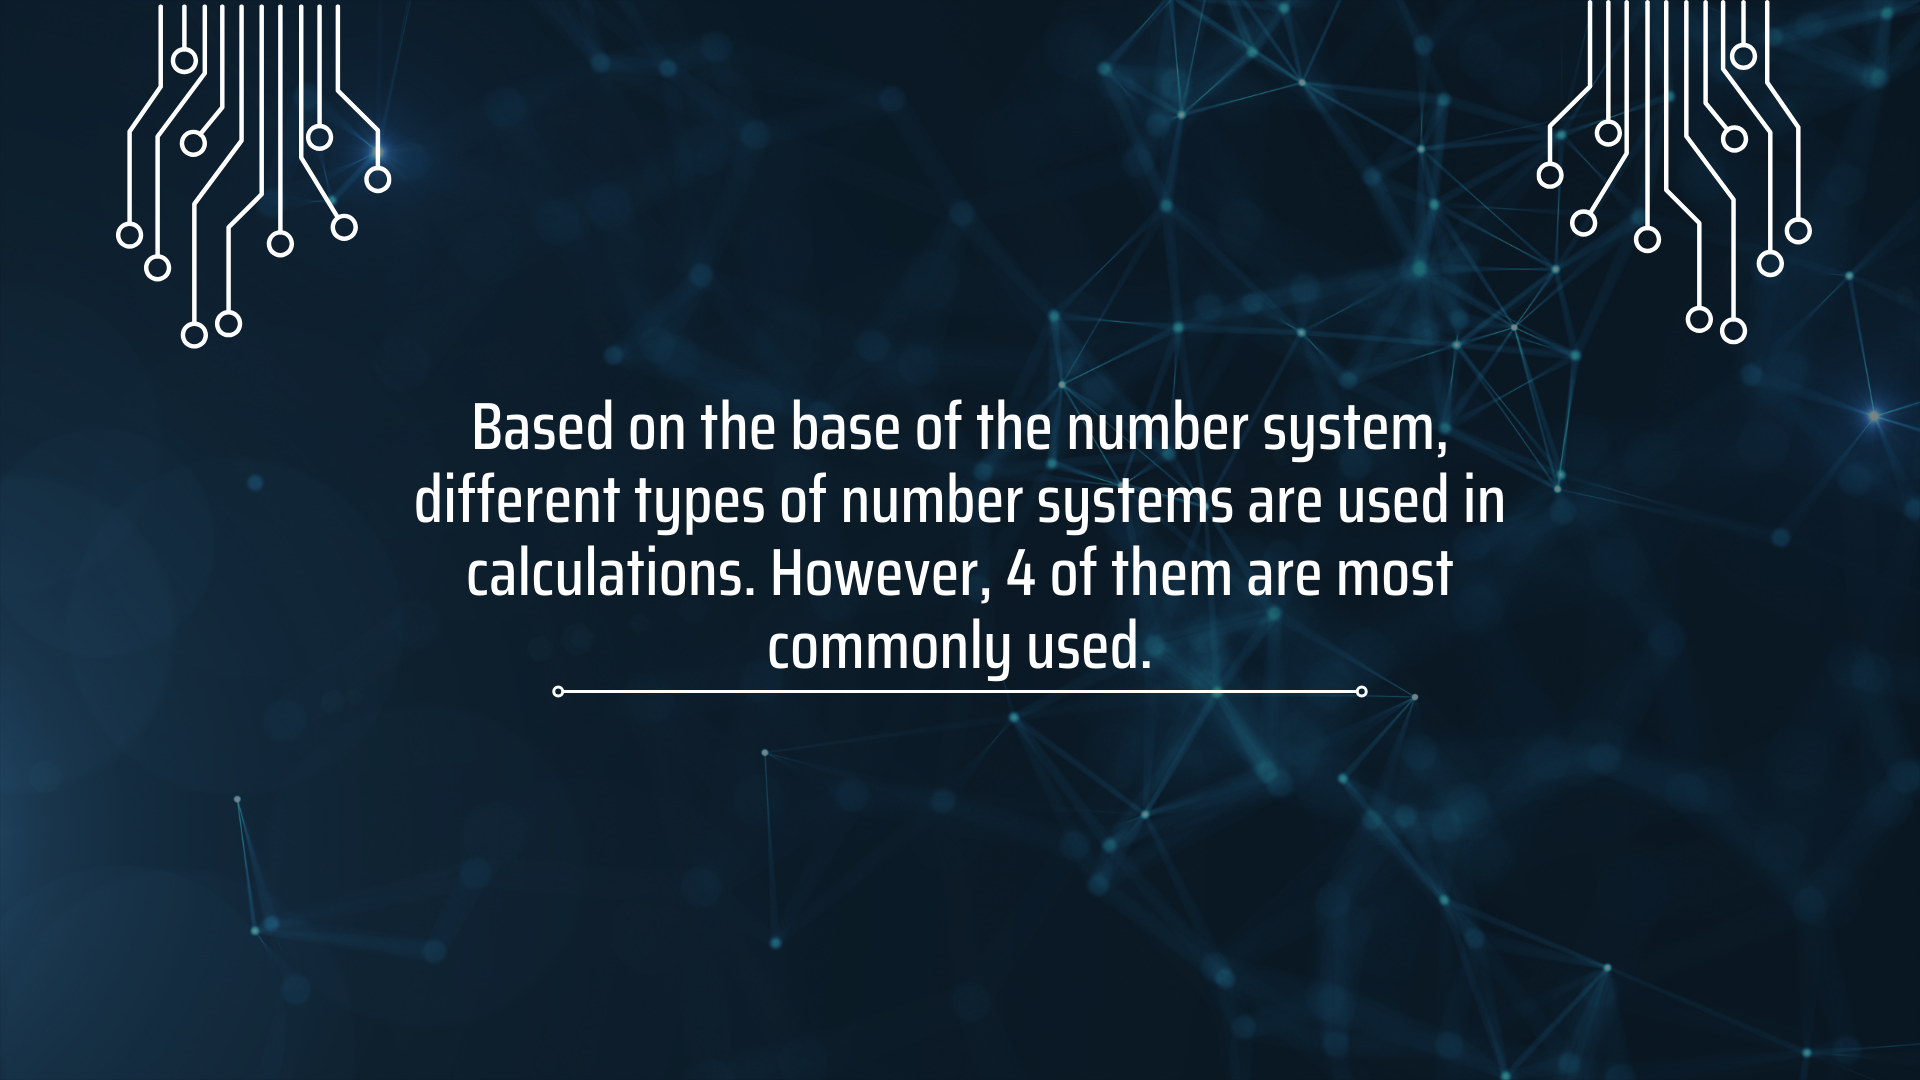 Based on the base of the number system,
different types of number systems are used in
calculations. However, 4 of them are most
commonly used.